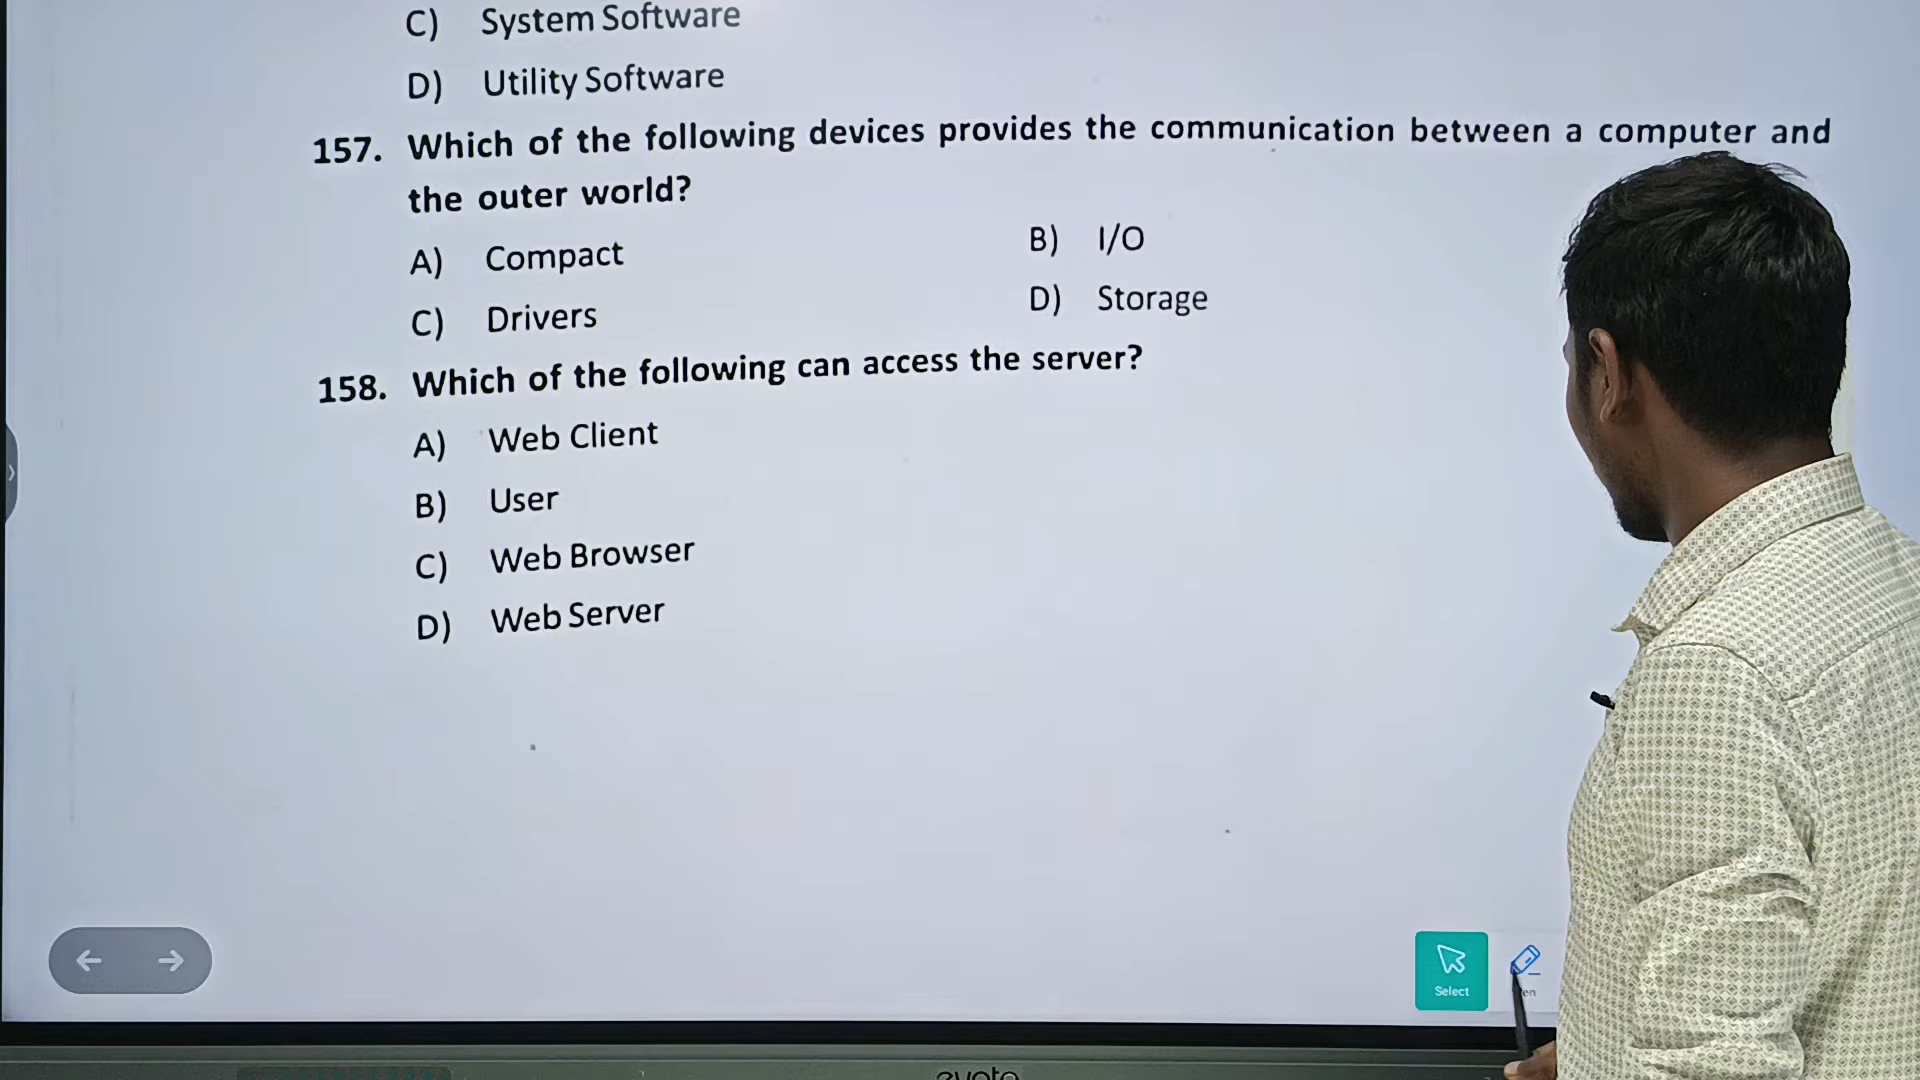 C) System Software
D) Utility Software
157. Which of the following devices provides the communication between a computer and
the outer world?
A) Compact
B) I/O
C) Drivers
D) Storage
158. Which of the following can access the server?
A) Web Client
B) User
C) Web Browser
D) Web Server
Select